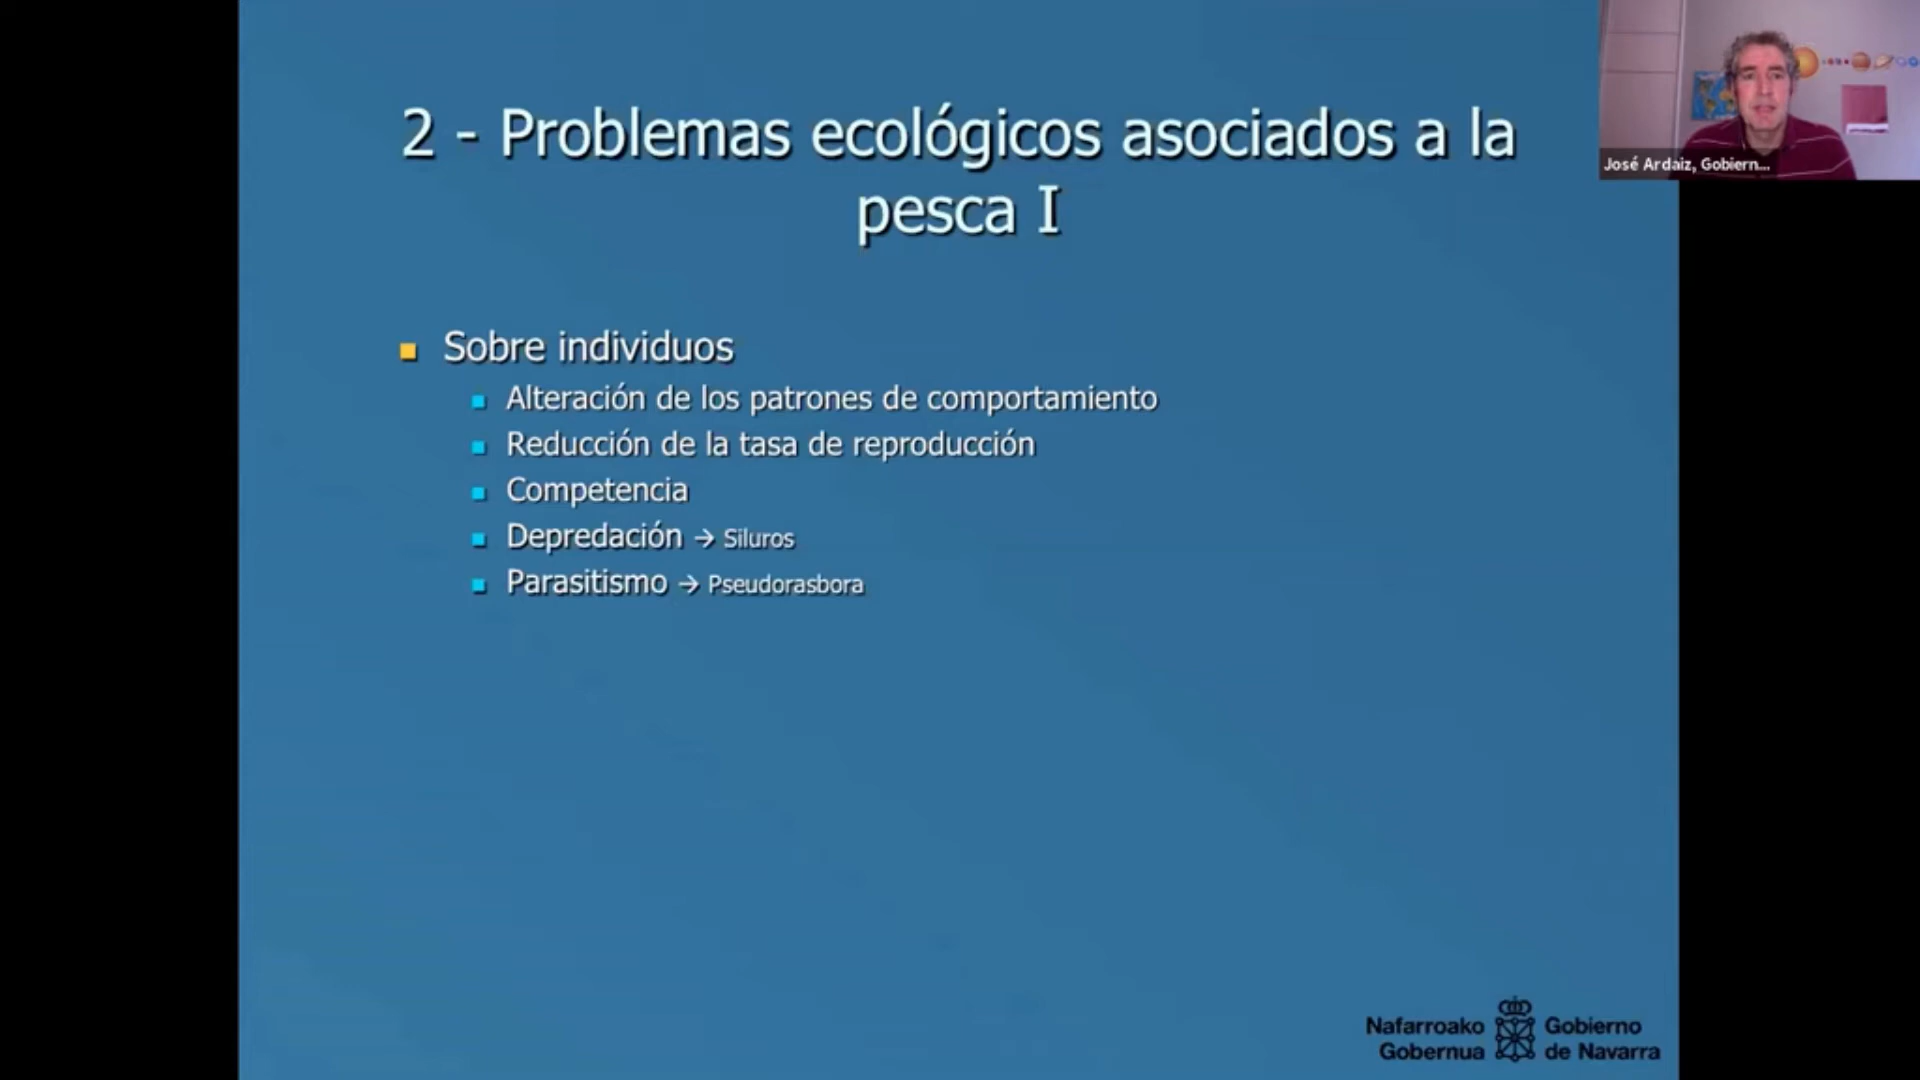 2 - Problemas ecológicos asociados a la
pesca I
Sobre individuos
Alteración de los patrones de comportamiento
Reducción de la tasa de reproducción
Competencia
Depredación → Siluros
Parasitismo → Pseudorasbora
José Ardaiz, Gobiern...
Nafarroako
Gobernua
Gobierno
de Navarra